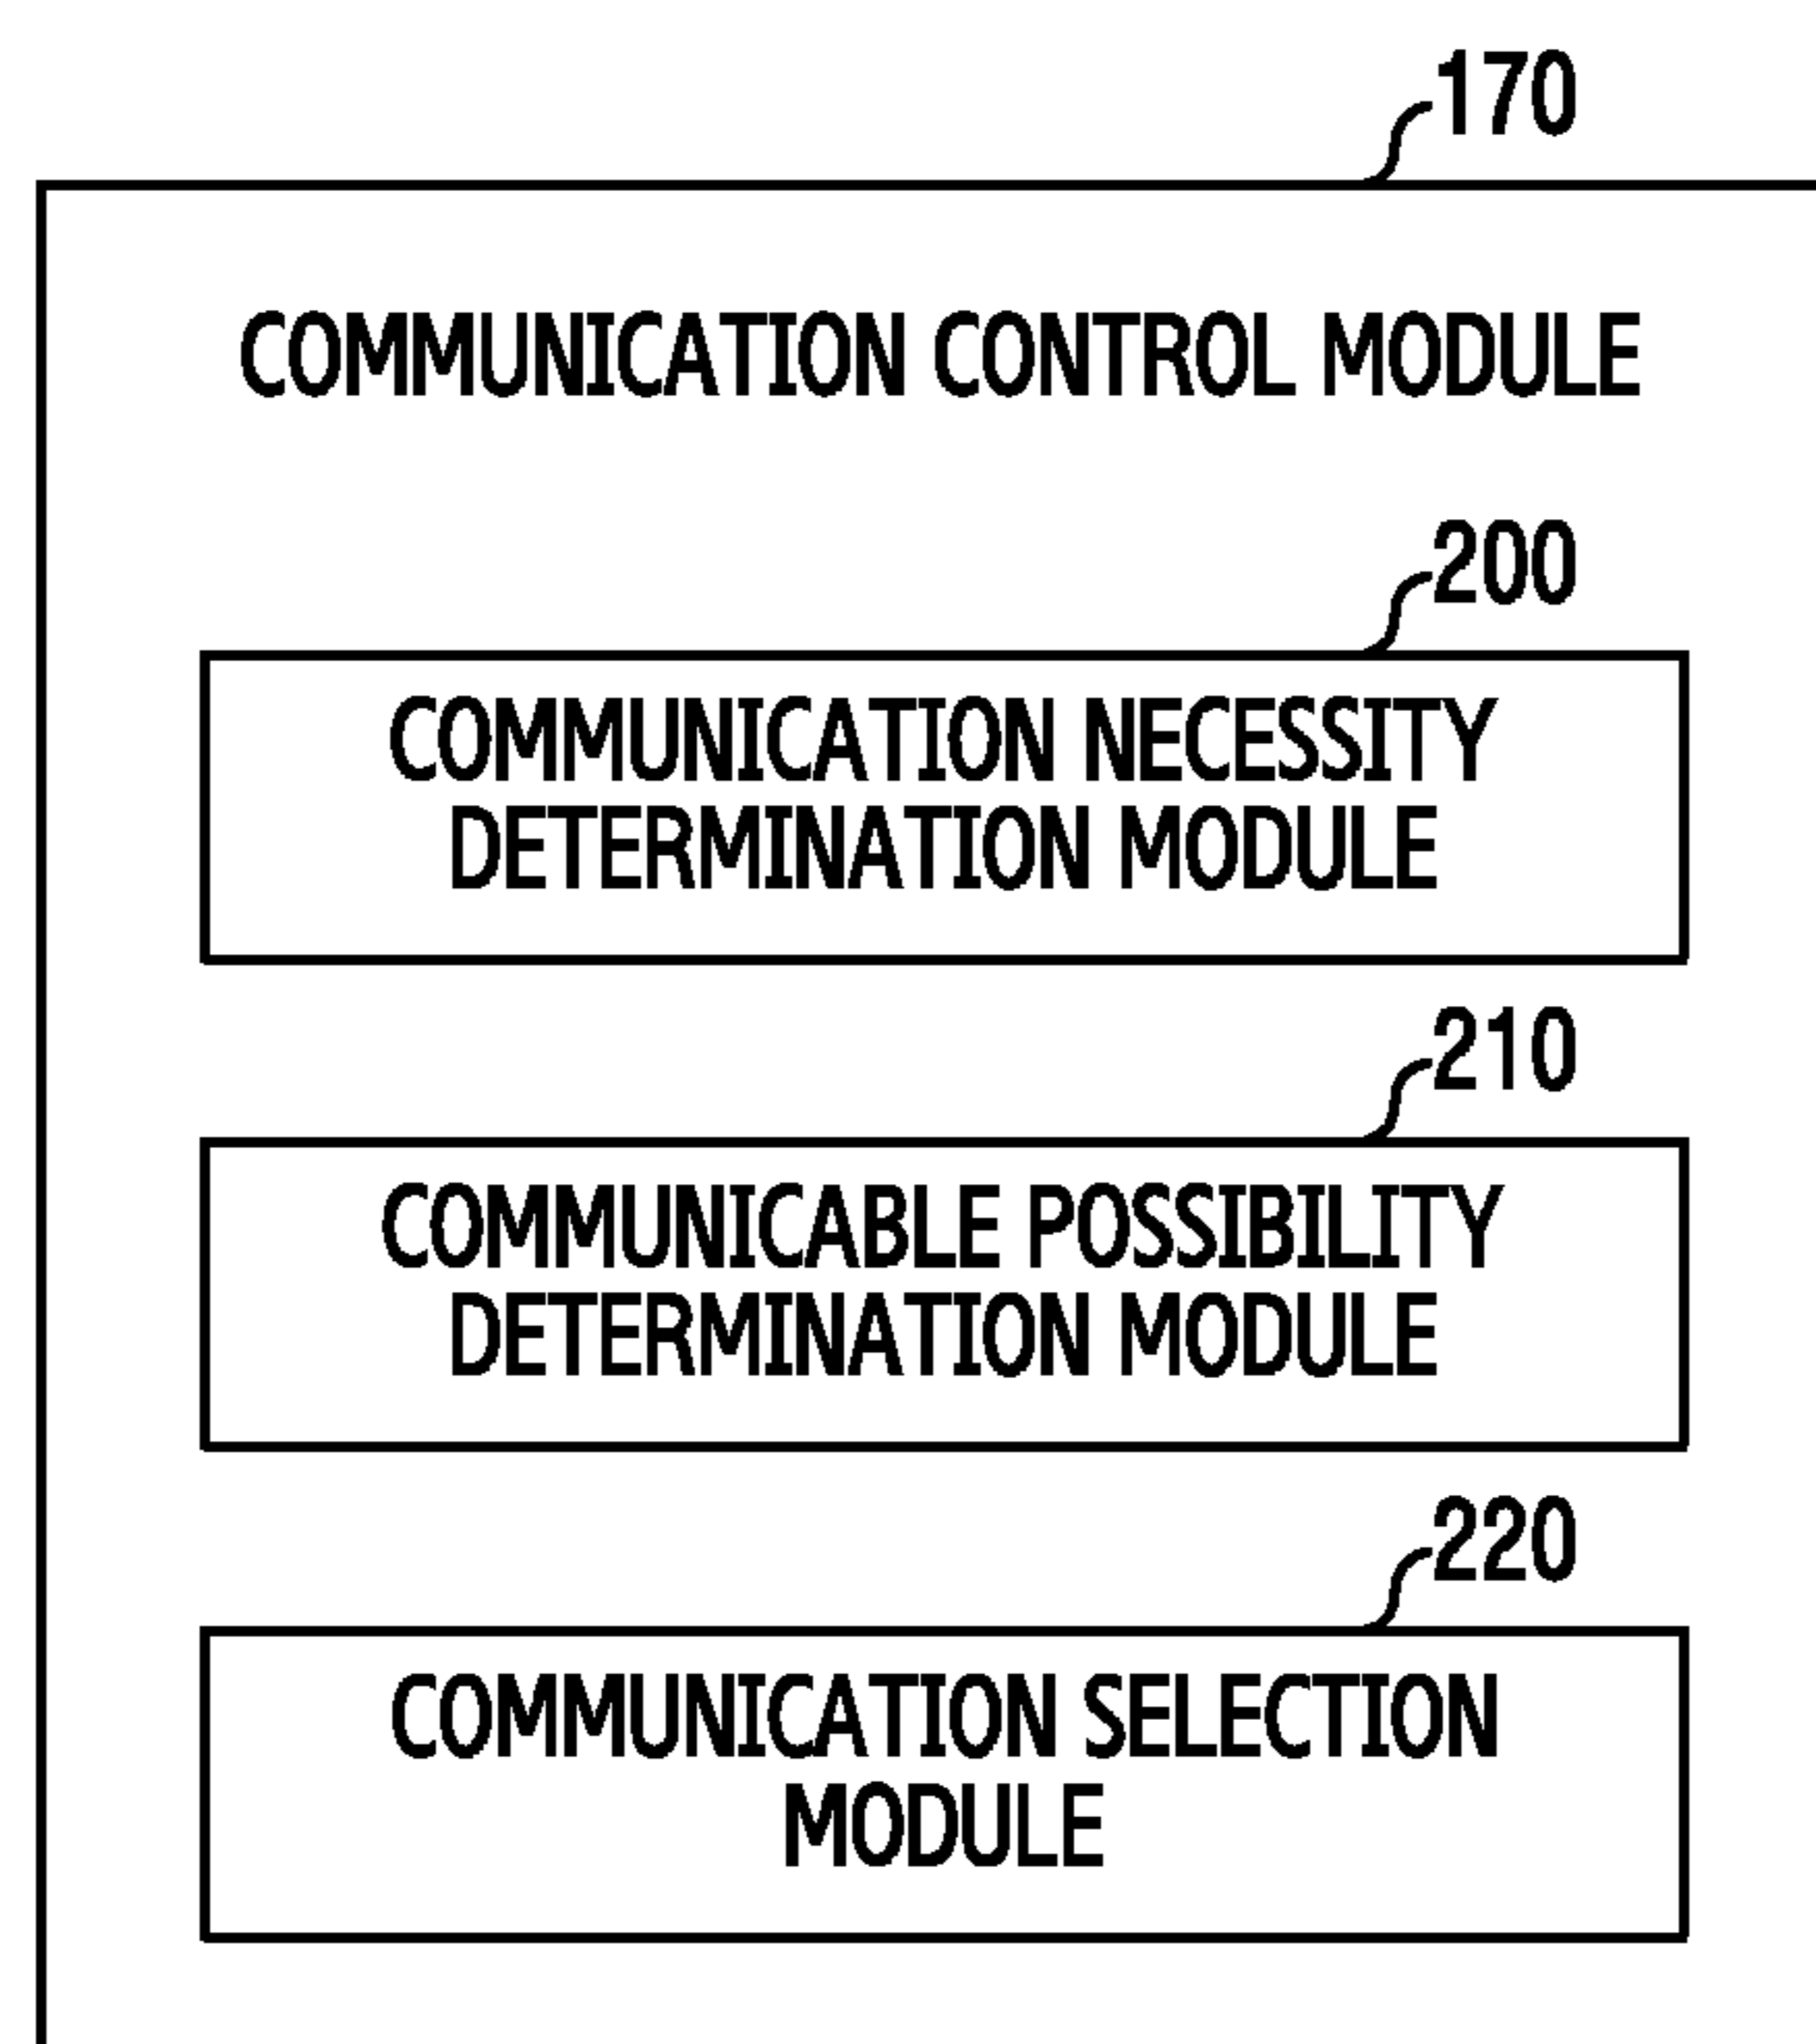 170
COMMUNICATION CONTROL MODULE
200
COMMUNICATION NECESSITY
DETERMINATION MODULE
210
COMMUNICABLE POSSIBILITY
DETERMINATION MODULE
220
COMMUNICATION SELECTION
MODULE